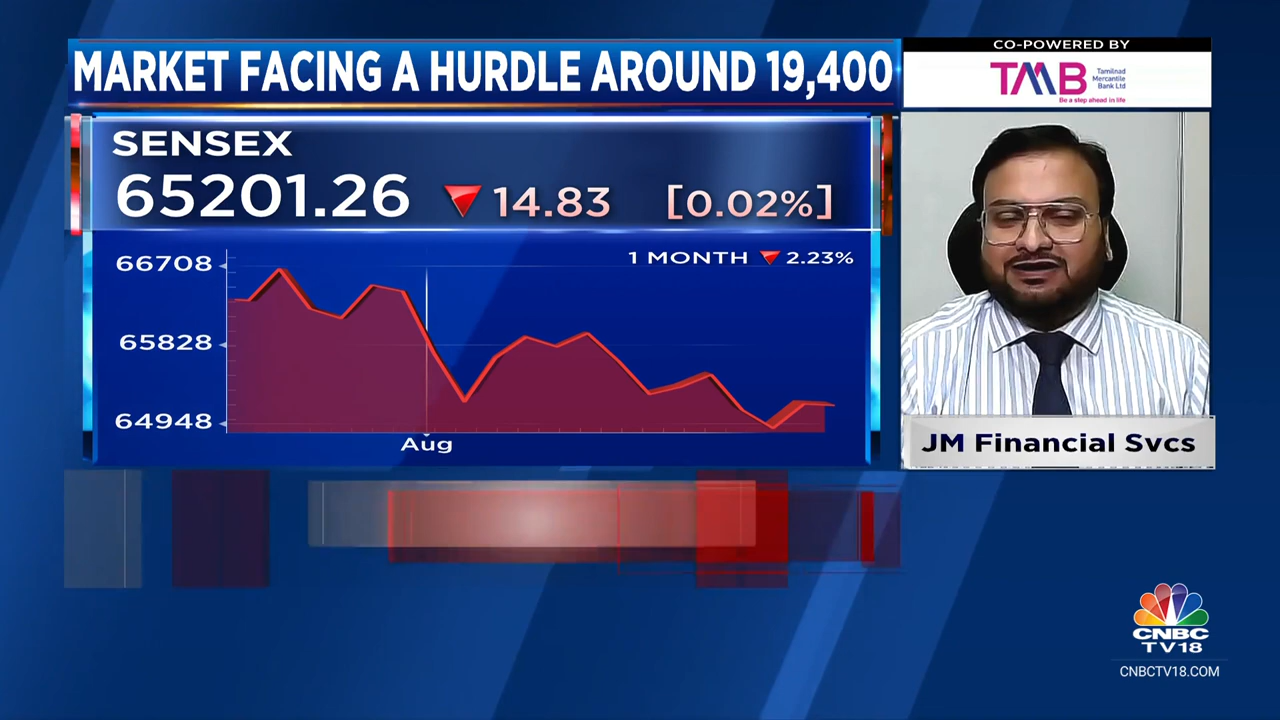 MARKET FACING A HURDLE AROUND 19,400
CO-POWERED BY
TMB
Tamilnad
Mercantile
Bank Ltd
Be a step ahead in life
SENSEX
65201.26 ▼ 14.83 [0.02%]
1 MONTH ▼ 2.23%
66708
65828
64948
Aug
JM Financial Svcs
CNBC
TV18
CNBCTV18.COM